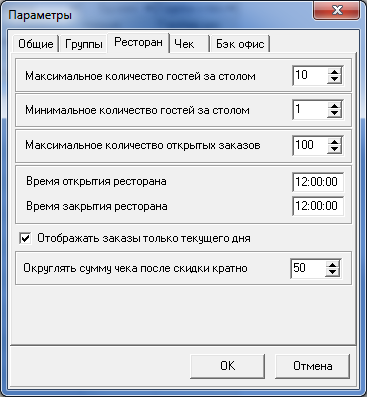 Параметры
Общие Группы Ресторан Чек Бэк офис
Максимальное количество гостей за столом 10
Минимальное количество гостей за столом 1
Максимальное количество открытых заказов 100
Время открытия ресторана 12:00:00
Время закрытия ресторана 12:00:00
Отображать заказы только текущего дня
Округлять сумму чека после скидки кратно 50
OK Отмена